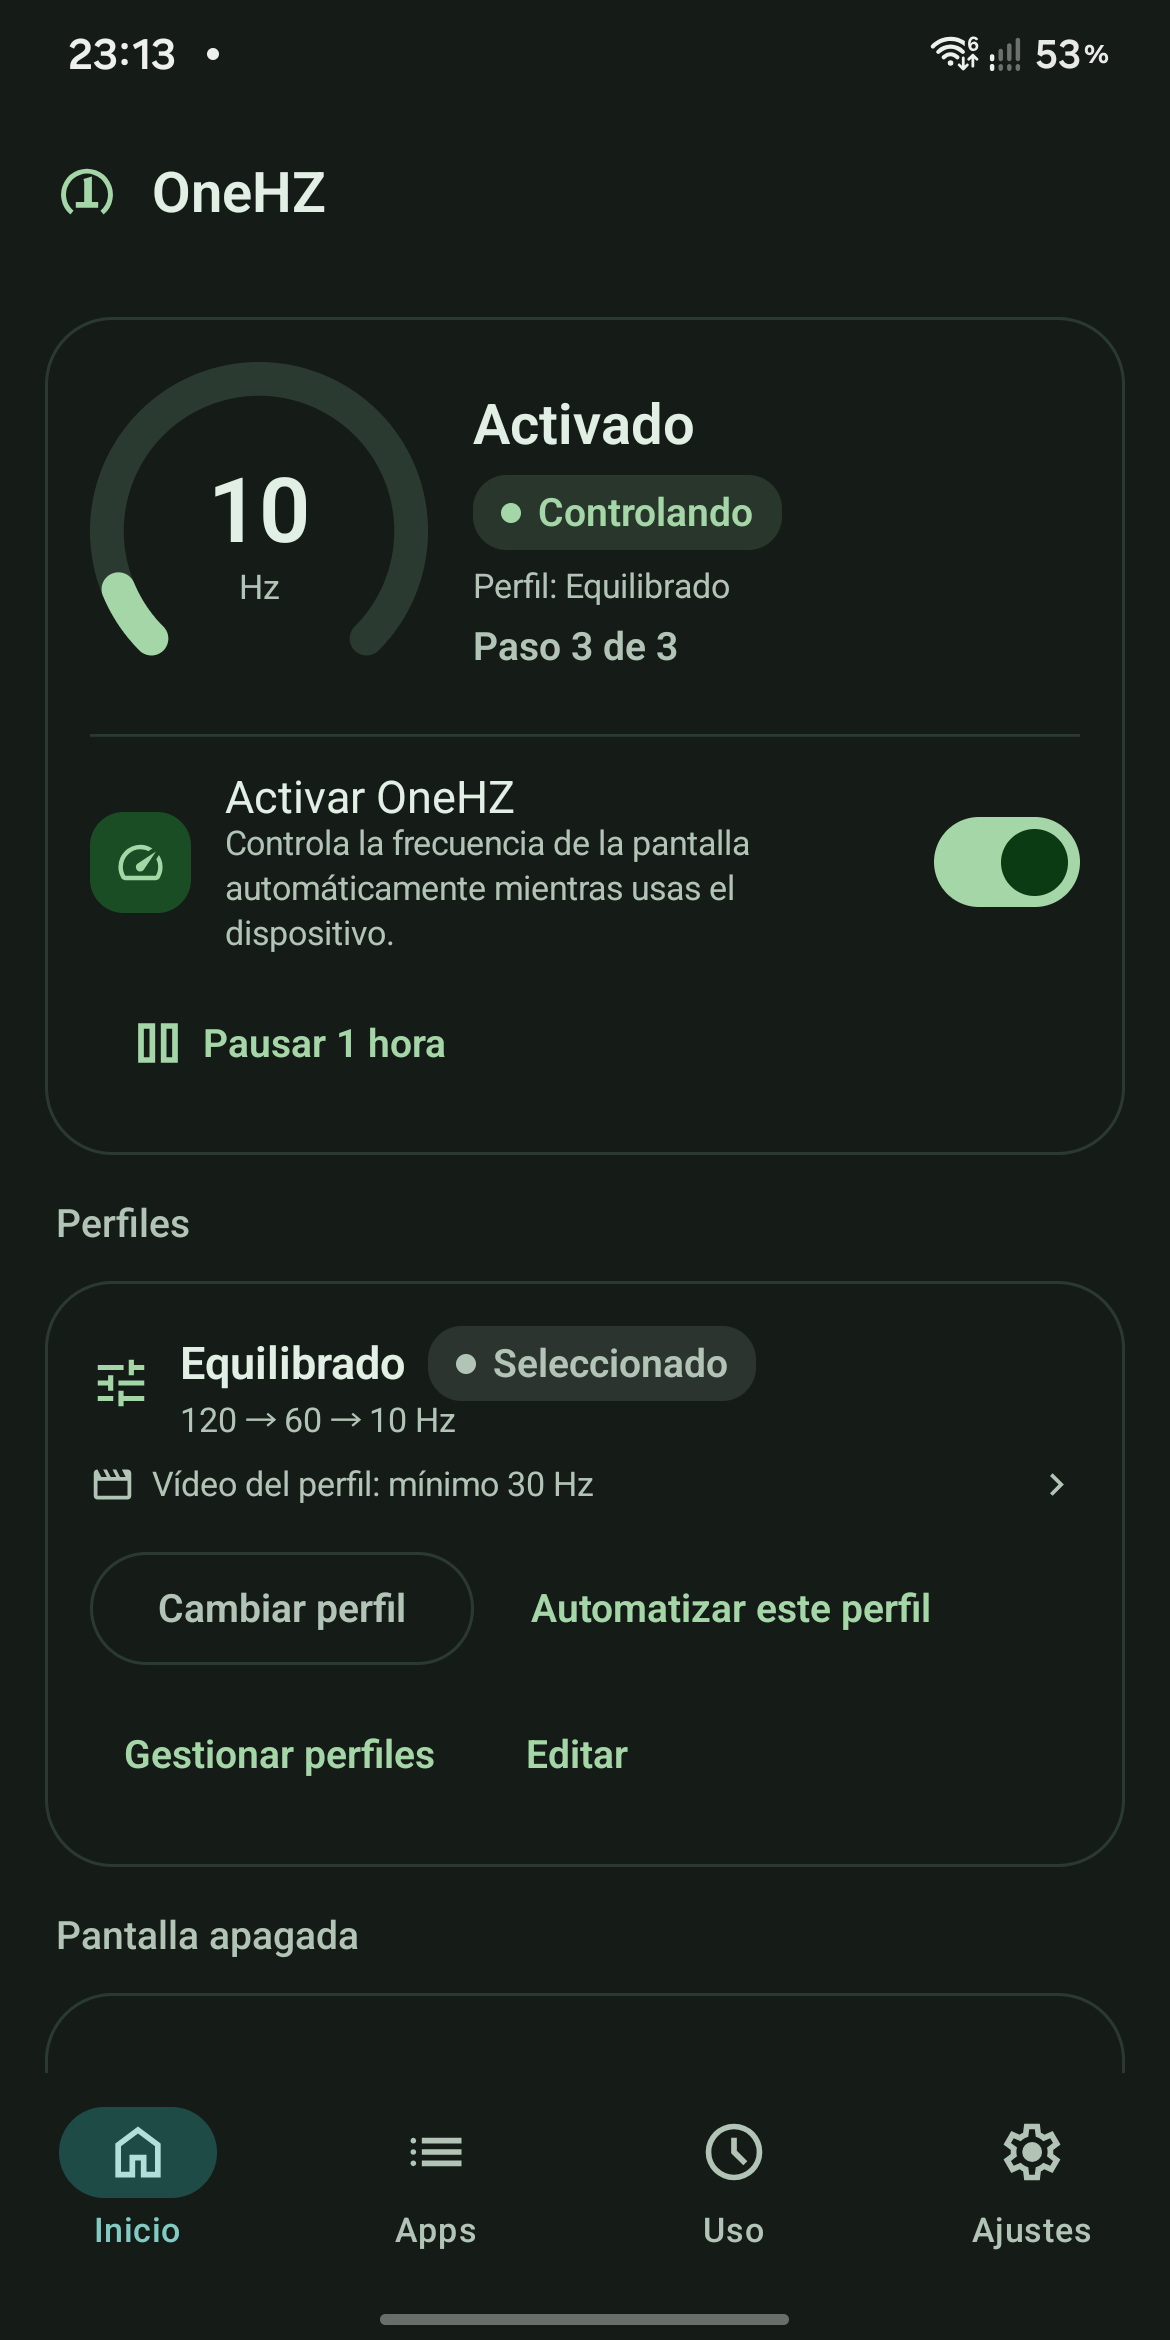 23:13
6
53%
OneHZ
10
Hz
Activado
Controlando
Perfil: Equilibrado
Paso 3 de 3
Activar OneHZ
Controla la frecuencia de la pantalla
automáticamente mientras usas el
dispositivo.
Pausar 1 hora
Perfiles
Equilibrado
Seleccionado
120 → 60 → 10 Hz
Vídeo del perfil: mínimo 30 Hz
Cambiar perfil
Automatizar este perfil
Gestionar perfiles
Editar
Pantalla apagada
Inicio
Apps
Uso
Ajustes